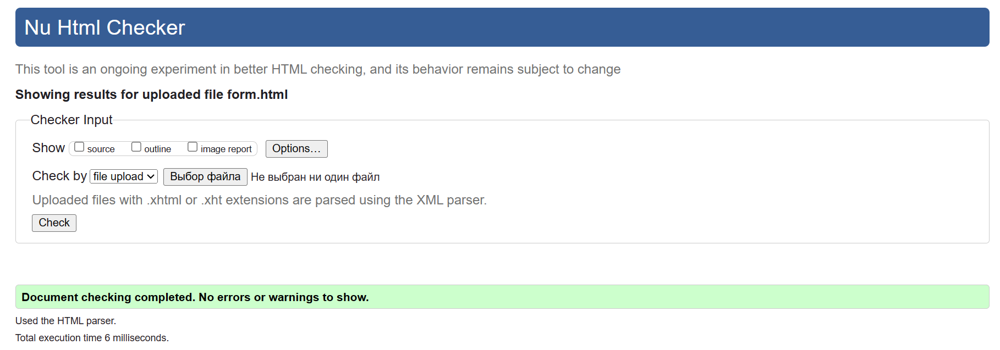 Nu Html Checker
This tool is an ongoing experiment in better HTML checking, and its behavior remains subject to change
Showing results for uploaded file form.html
Checker Input
Show source outline image report Options...
Check by file upload Выбор файла Не выбран ни один файл
Uploaded files with .xhtml or .xht extensions are parsed using the XML parser.
Check
Document checking completed. No errors or warnings to show.
Used the HTML parser.
Total execution time 6 milliseconds.